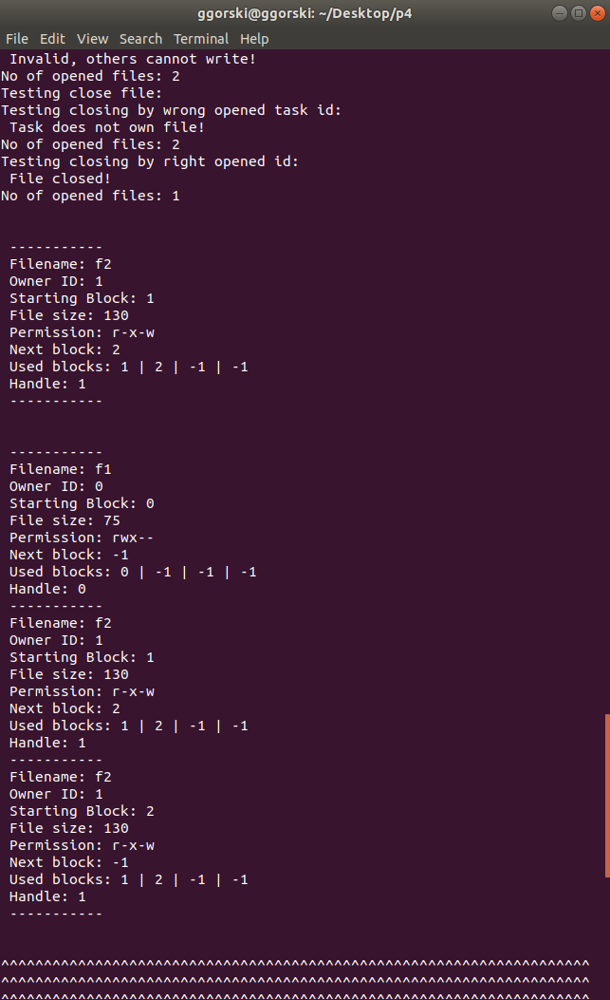 ggorski@ggorski: ~/Desktop/p4
File Edit View Search Terminal Help
Invalid, others cannot write!
No of opened files: 2
Testing close file:
Testing closing by wrong opened task id:
Task does not own file!
No of opened files: 2
Testing closing by right opened id:
File closed!
No of opened files: 1
-----------
Filename: f2
Owner ID: 1
Starting Block: 1
File size: 130
Permission: r-x-w
Next block: 2
Used blocks: 1 | 2 | -1 | -1
Handle: 1
-----------
-----------
Filename: f1
Owner ID: 0
Starting Block: 0
File size: 75
Permission: rwx--
Next block: -1
Used blocks: 0 | -1 | -1 | -1
Handle: 0
-----------
Filename: f2
Owner ID: 1
Starting Block: 1
File size: 130
Permission: r-x-w
Next block: 2
Used blocks: 1 | 2 | -1 | -1
Handle: 1
-----------
Filename: f2
Owner ID: 1
Starting Block: 2
File size: 130
Permission: r-x-w
Next block: -1
Used blocks: 1 | 2 | -1 | -1
Handle: 1
-----------
^^^^^^^^^^^^^^^^^^^^^^^^^^^^^^^^^^^^^^^^^^^^^^^^^^^^^^^^^^^^^^^^^^^^^
^^^^^^^^^^^^^^^^^^^^^^^^^^^^^^^^^^^^^^^^^^^^^^^^^^^^^^^^^^^^^^^^^^^^^
^^^^^^^^^^^^^^^^^^^^^^^^^^^^^^^^^^^^^^^^^^^^^^^^^^^^^^^^^^^^^^^^^^^^^